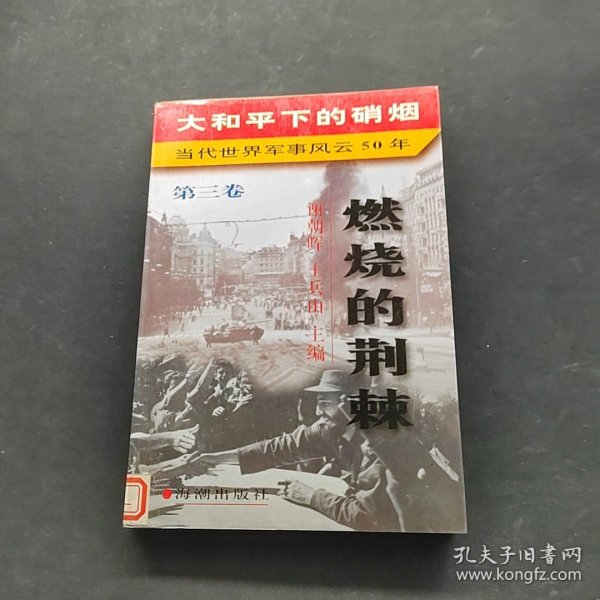 大和平下的硝烟
当代世界军事风云50年
第三卷
燃烧的荆棘
谢朝晖 王兵由 主编
海潮出版社
孔夫子旧书网
www.kongfz.com